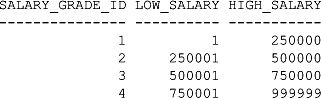 SALARY_GRADE_ID LOW_SALARY HIGH_SALARY
--------------- ---------- -----------
1 1 250000
2 250001 500000
3 500001 750000
4 750001 999999